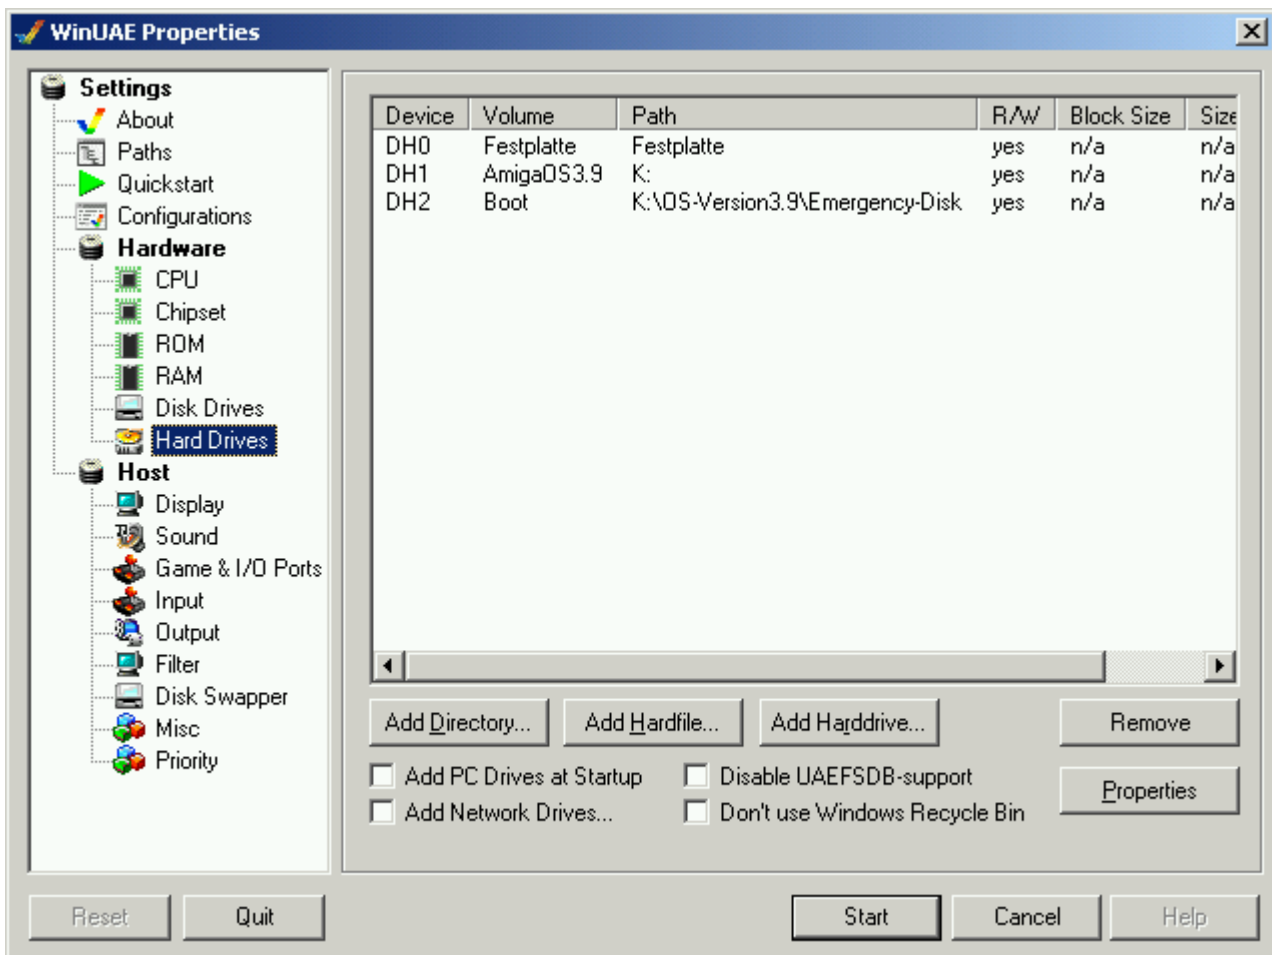 WinUAE Properties
Settings
About
Paths
Quickstart
Configurations
Hardware
CPU
Chipset
ROM
RAM
Disk Drives
Hard Drives
Host
Display
Sound
Game & I/O Ports
Input
Output
Filter
Disk Swapper
Misc
Priority
Device Volume Path R/W Block Size Size
DH0 Festplatte Festplatte yes n/a n/a
DH1 AmigaOS3.9 K: yes n/a n/a
DH2 Boot K:\OS-Version3.9\Emergency-Disk yes n/a n/a
Add Directory... Add Hardfile... Add Harddrive... Remove
Add PC Drives at Startup Disable UAEFSDB-support Properties
Add Network Drives... Don't use Windows Recycle Bin
Reset Quit Start Cancel Help